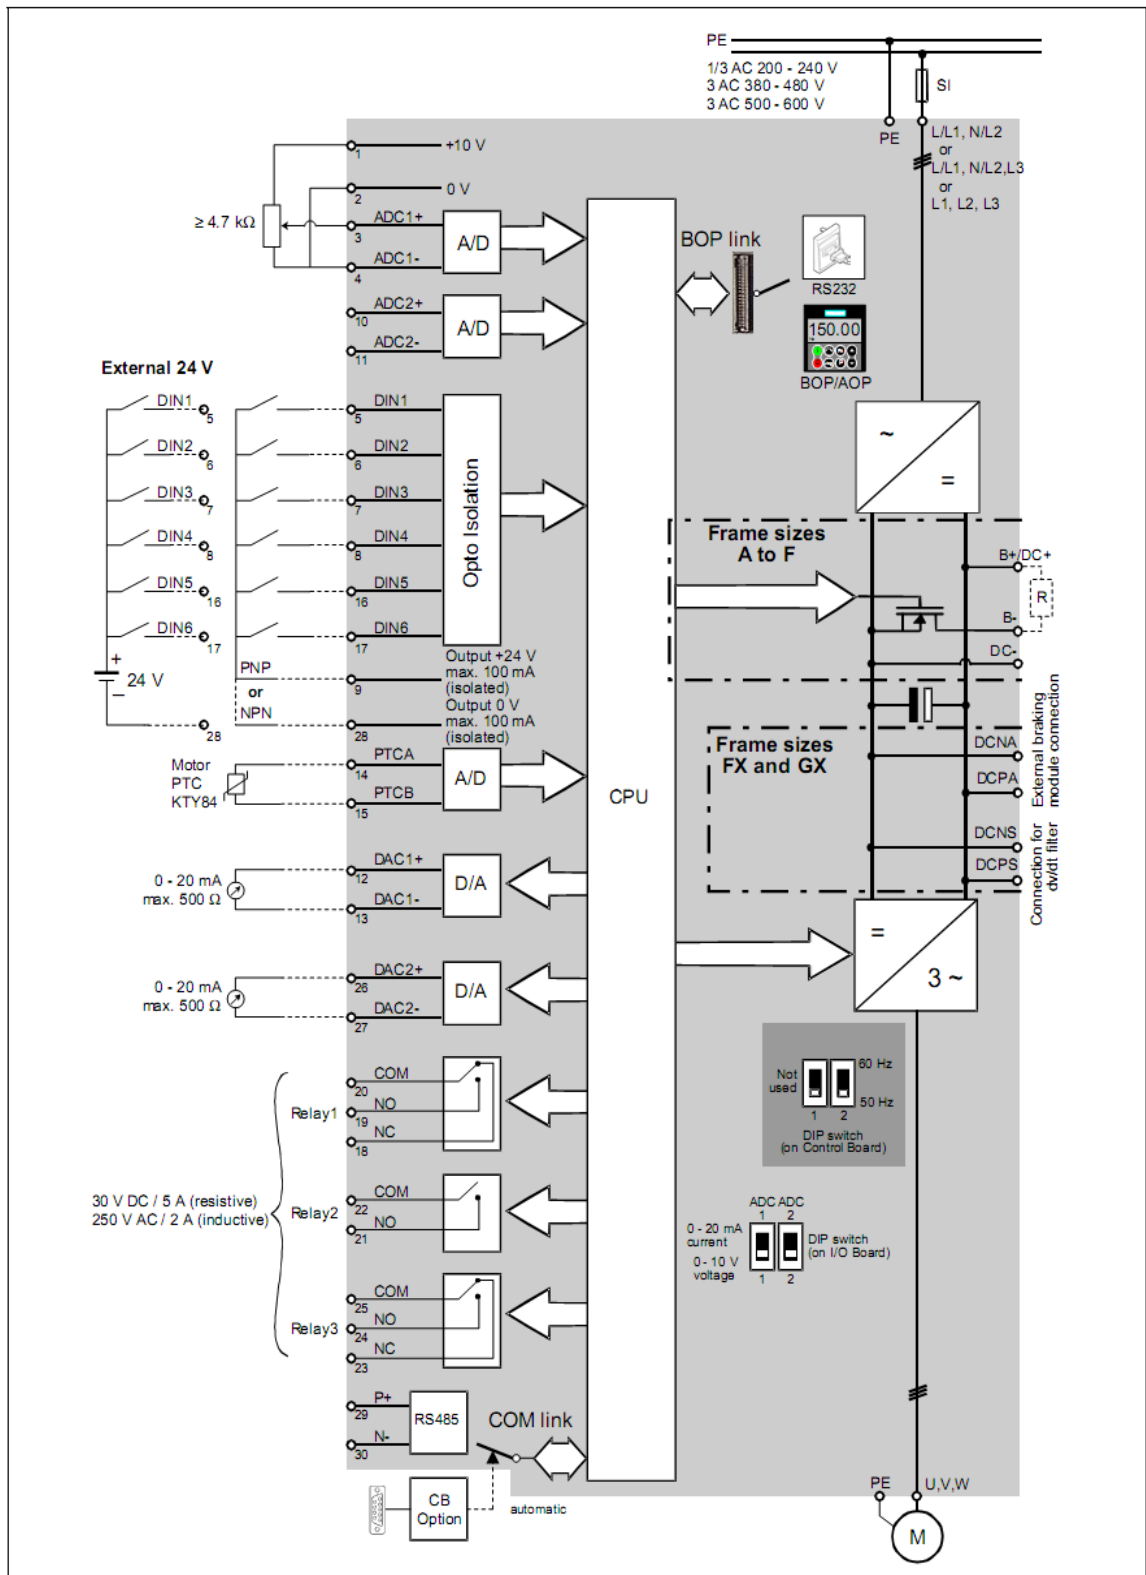 PE
1/3 AC 200 - 240 V
3 AC 380 - 480 V
3 AC 500 - 600 V
SI
PE
L/L1, N/L2
or
L/L1, N/L2,L3
or
L1, L2, L3
1
+10 V
2
0 V
≥ 4.7 kΩ
ADC1+
3
A/D
ADC1-
4
ADC2+
10
A/D
ADC2-
11
BOP link
RS232
150.00
BOP/AOP
External 24 V
DIN1
5
DIN1
5
DIN2
6
DIN2
6
DIN3
7
DIN3
7
DIN4
8
DIN4
8
DIN5
16
DIN5
16
DIN6
17
DIN6
17
Opto Isolation
~
=
Frame sizes
A to F
B+/DC+
R
B-
DC-
+
24 V
–
28
PNP
or
NPN
9
Output +24 V
max. 100 mA
(isolated)
28
Output 0 V
max. 100 mA
(isolated)
Motor
PTC
KTY84
PTCA
14
PTCB
15
A/D
CPU
Frame sizes
FX and GX
DCNA
DCPA
External braking
module connection
DCNS
DCPS
Connection for
dv/dt filter
0 - 20 mA
max. 500 Ω
DAC1+
12
DAC1-
13
D/A
=
3 ~
0 - 20 mA
max. 500 Ω
DAC2+
26
DAC2-
27
D/A
Not
used
60 Hz
50 Hz
1 2
DIP switch
(on Control Board)
30 V DC / 5 A (resistive)
250 V AC / 2 A (inductive)
Relay1
COM
20
NO
19
NC
18
Relay2
COM
22
NO
21
Relay3
COM
25
NO
24
NC
23
ADC ADC
1 2
0 - 20 mA
current
0 - 10 V
voltage
1 2
DIP switch
(on I/O Board)
P+
29
N-
30
RS485
COM link
CB
Option
automatic
PE
U,V,W
M